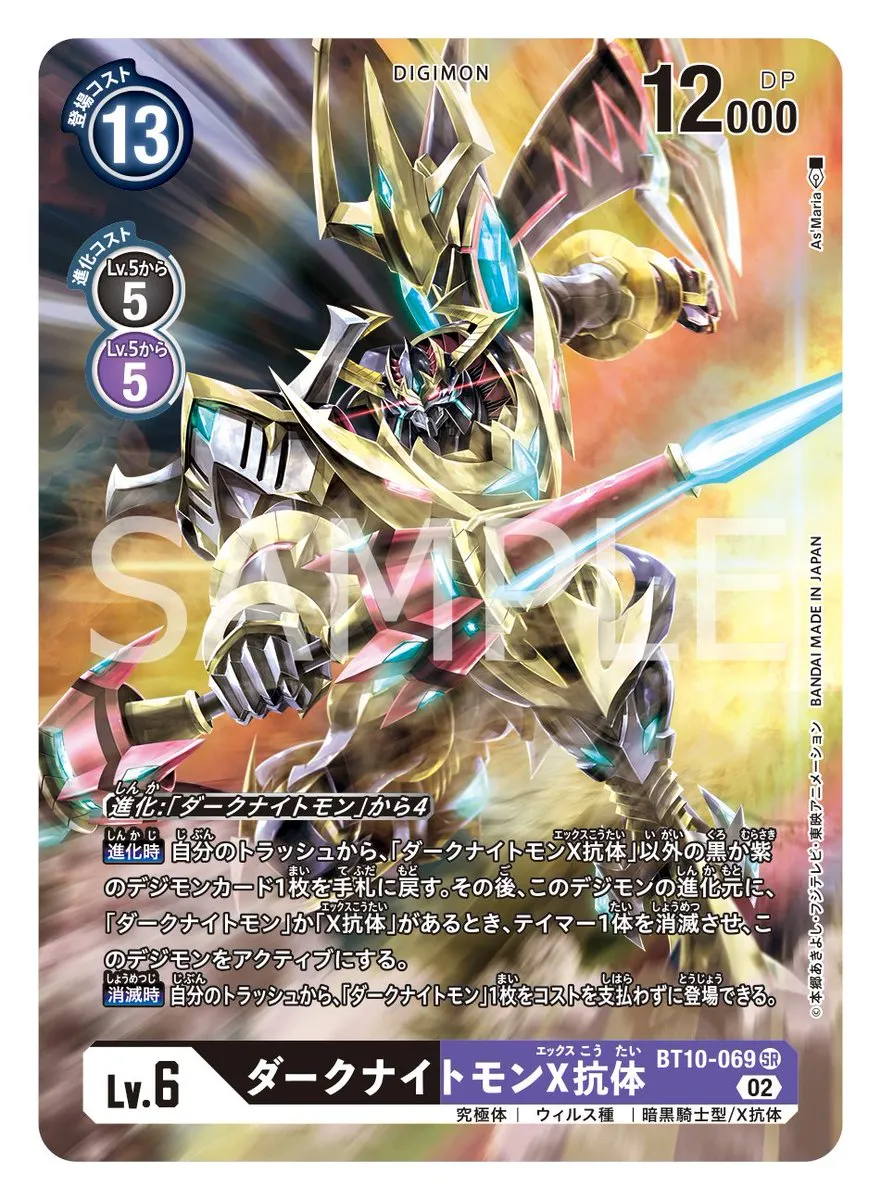 DIGIMON
登場コスト
13
12000
DP
進化コスト
Lv.5から
5
Lv.5から
5
As'Maria
SAMPLE
BANDAI MADE IN JAPAN
©本郷あきよし・フジテレビ・東映アニメーション
進化:「ダークナイトモン」から4
進化時 自分のトラッシュから、「ダークナイトモンX抗体」以外の黒か紫
のデジモンカード1枚を手札に戻す。その後、このデジモンの進化元に、
「ダークナイトモン」か「X抗体」があるとき、テイマー1体を消滅させ、こ
のデジモンをアクティブにする。
消滅時 自分のトラッシュから、「ダークナイトモン」1枚をコストを支払わずに登場できる。
Lv.6
ダークナイトモンX抗体
エックスこうたい
BT10-069 SR
02
究極体 | ウィルス種 | 暗黒騎士型/X抗体